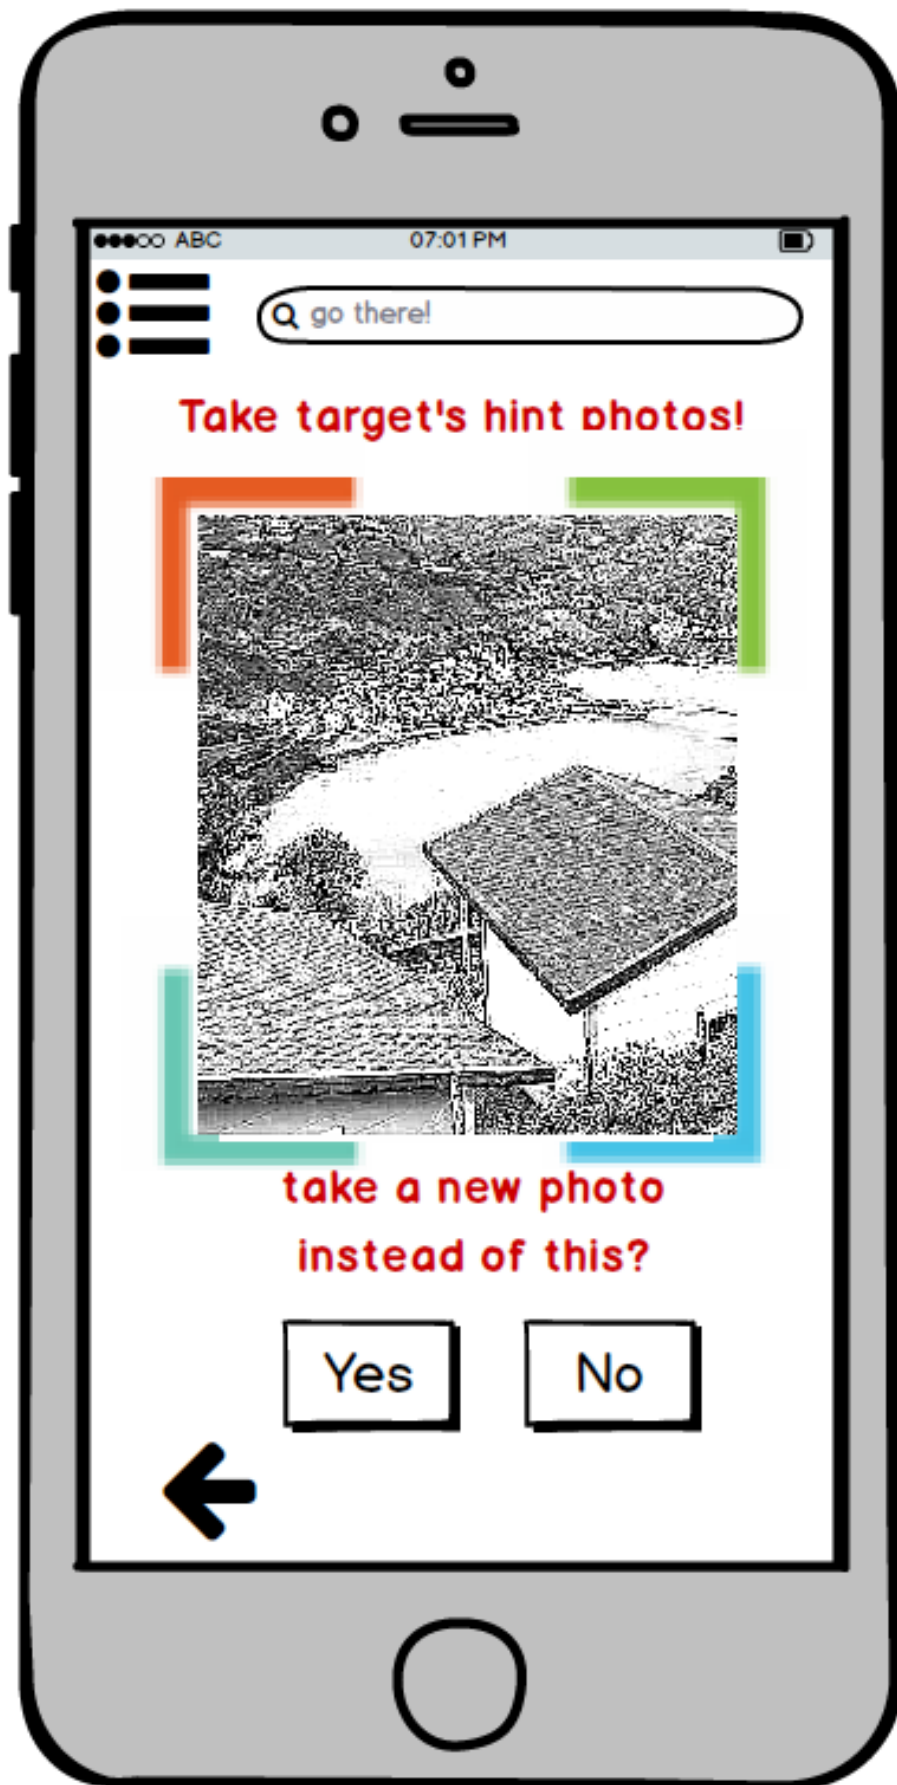 ABC 07:01 PM
go there!
Take target's hint photos!
take a new photo
instead of this?
Yes No